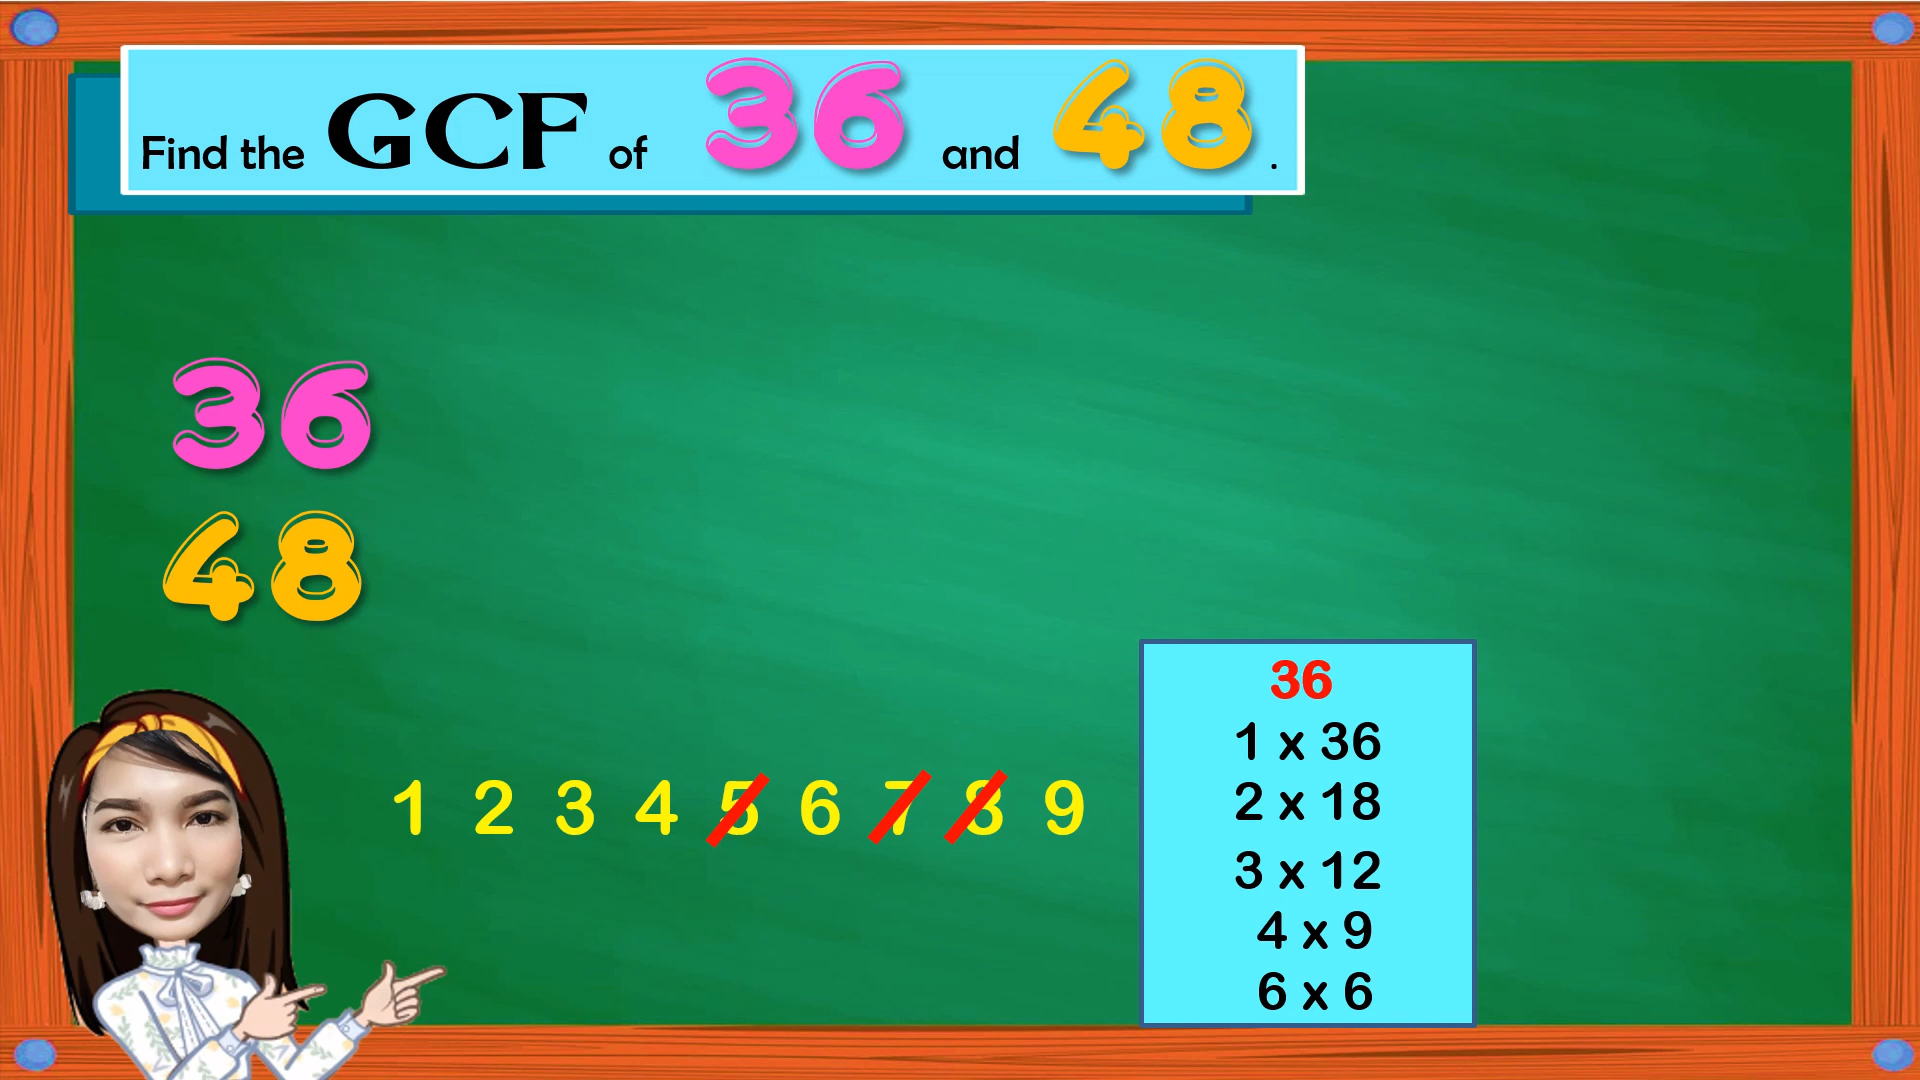 Find the GCF of 36 and 48 .
36
48
1 2 3 4 5 6 7 8 9
36
1 x 36
2 x 18
3 x 12
4 x 9
6 x 6